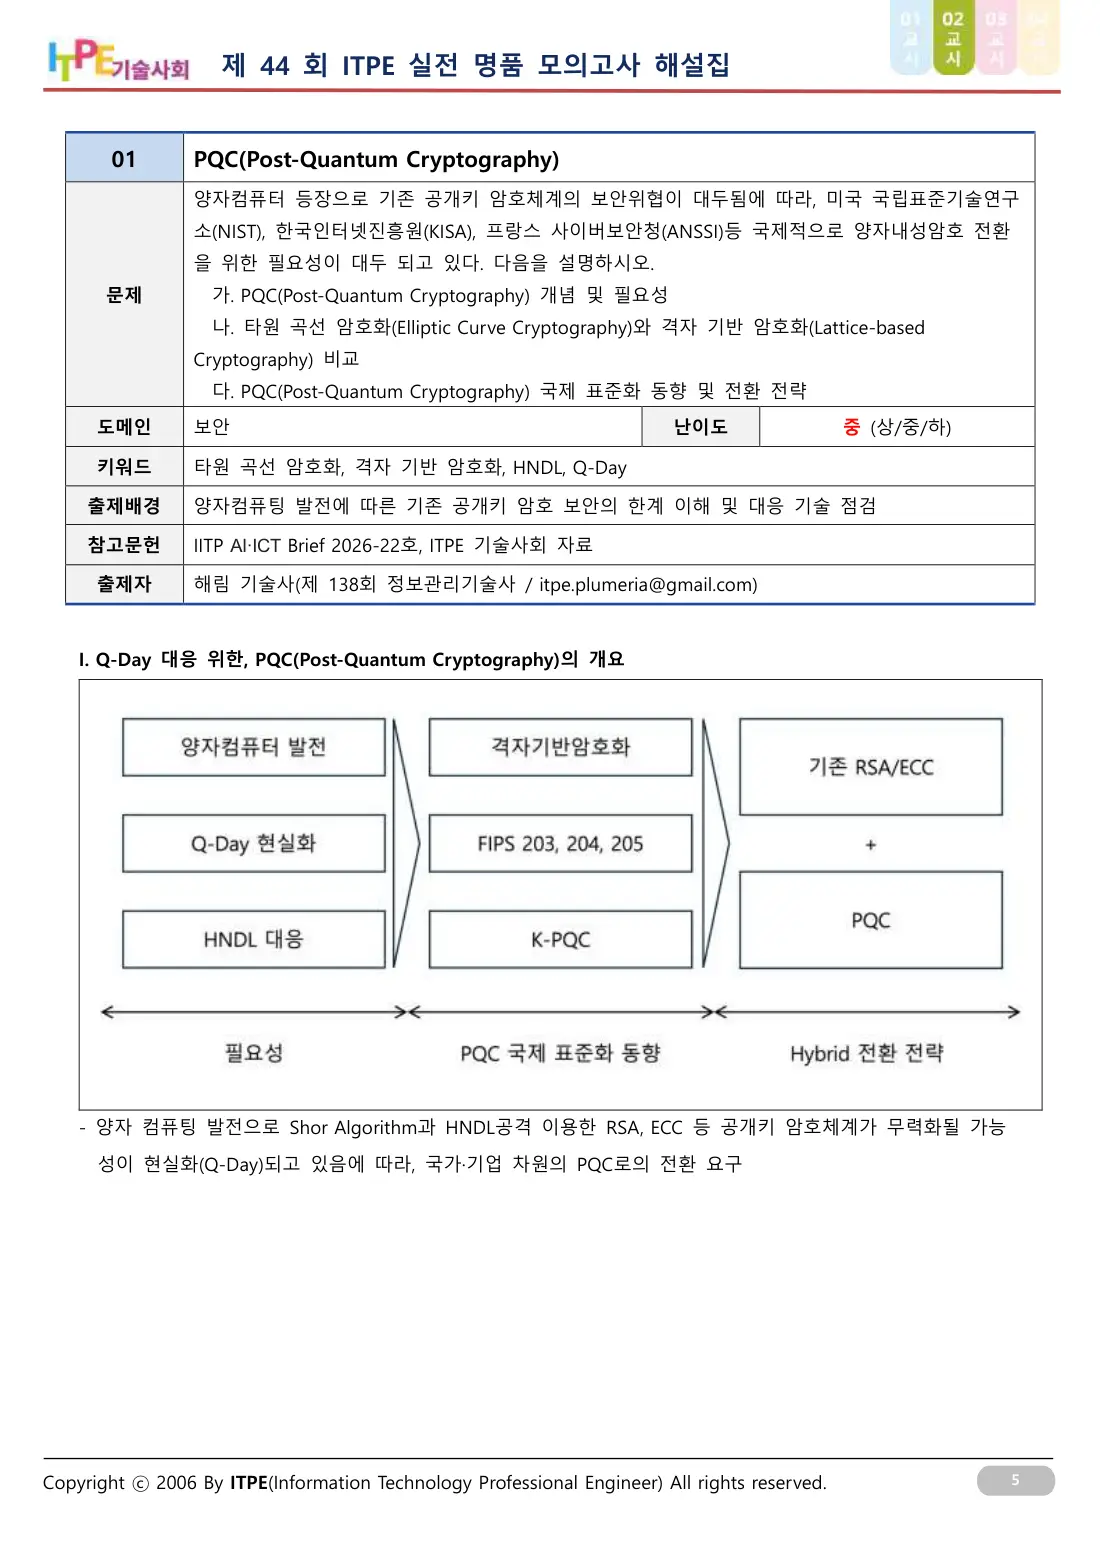 ITPE기술사회
제 44 회 ITPE 실전 명품 모의고사 해설집
01 교시
02 교시
03 교시
01
PQC(Post-Quantum Cryptography)
문제
양자컴퓨터 등장으로 기존 공개키 암호체계의 보안위협이 대두됨에 따라, 미국 국립표준기술연구
소(NIST), 한국인터넷진흥원(KISA), 프랑스 사이버보안청(ANSSI)등 국제적으로 양자내성암호 전환
을 위한 필요성이 대두 되고 있다. 다음을 설명하시오.
가. PQC(Post-Quantum Cryptography) 개념 및 필요성
나. 타원 곡선 암호화(Elliptic Curve Cryptography)와 격자 기반 암호화(Lattice-based
Cryptography) 비교
다. PQC(Post-Quantum Cryptography) 국제 표준화 동향 및 전환 전략
도메인 보안 난이도 중 (상/중/하)
키워드 타원 곡선 암호화, 격자 기반 암호화, HNDL, Q-Day
출제배경 양자컴퓨팅 발전에 따른 기존 공개키 암호 보안의 한계 이해 및 대응 기술 점검
참고문헌 IITP AI·ICT Brief 2026-22호, ITPE 기술사회 자료
출제자 해림 기술사(제 138회 정보관리기술사 / itpe.plumeria@gmail.com)
I. Q-Day 대응 위한, PQC(Post-Quantum Cryptography)의 개요
양자컴퓨터 발전
Q-Day 현실화
HNDL 대응
격자기반암호화
FIPS 203, 204, 205
K-PQC
기존 RSA/ECC
+
PQC
필요성
PQC 국제 표준화 동향
Hybrid 전환 전략
- 양자 컴퓨팅 발전으로 Shor Algorithm과 HNDL공격 이용한 RSA, ECC 등 공개키 암호체계가 무력화될 가능
성이 현실화(Q-Day)되고 있음에 따라, 국가·기업 차원의 PQC로의 전환 요구
Copyright ⓒ 2006 By ITPE(Information Technology Professional Engineer) All rights reserved.
5